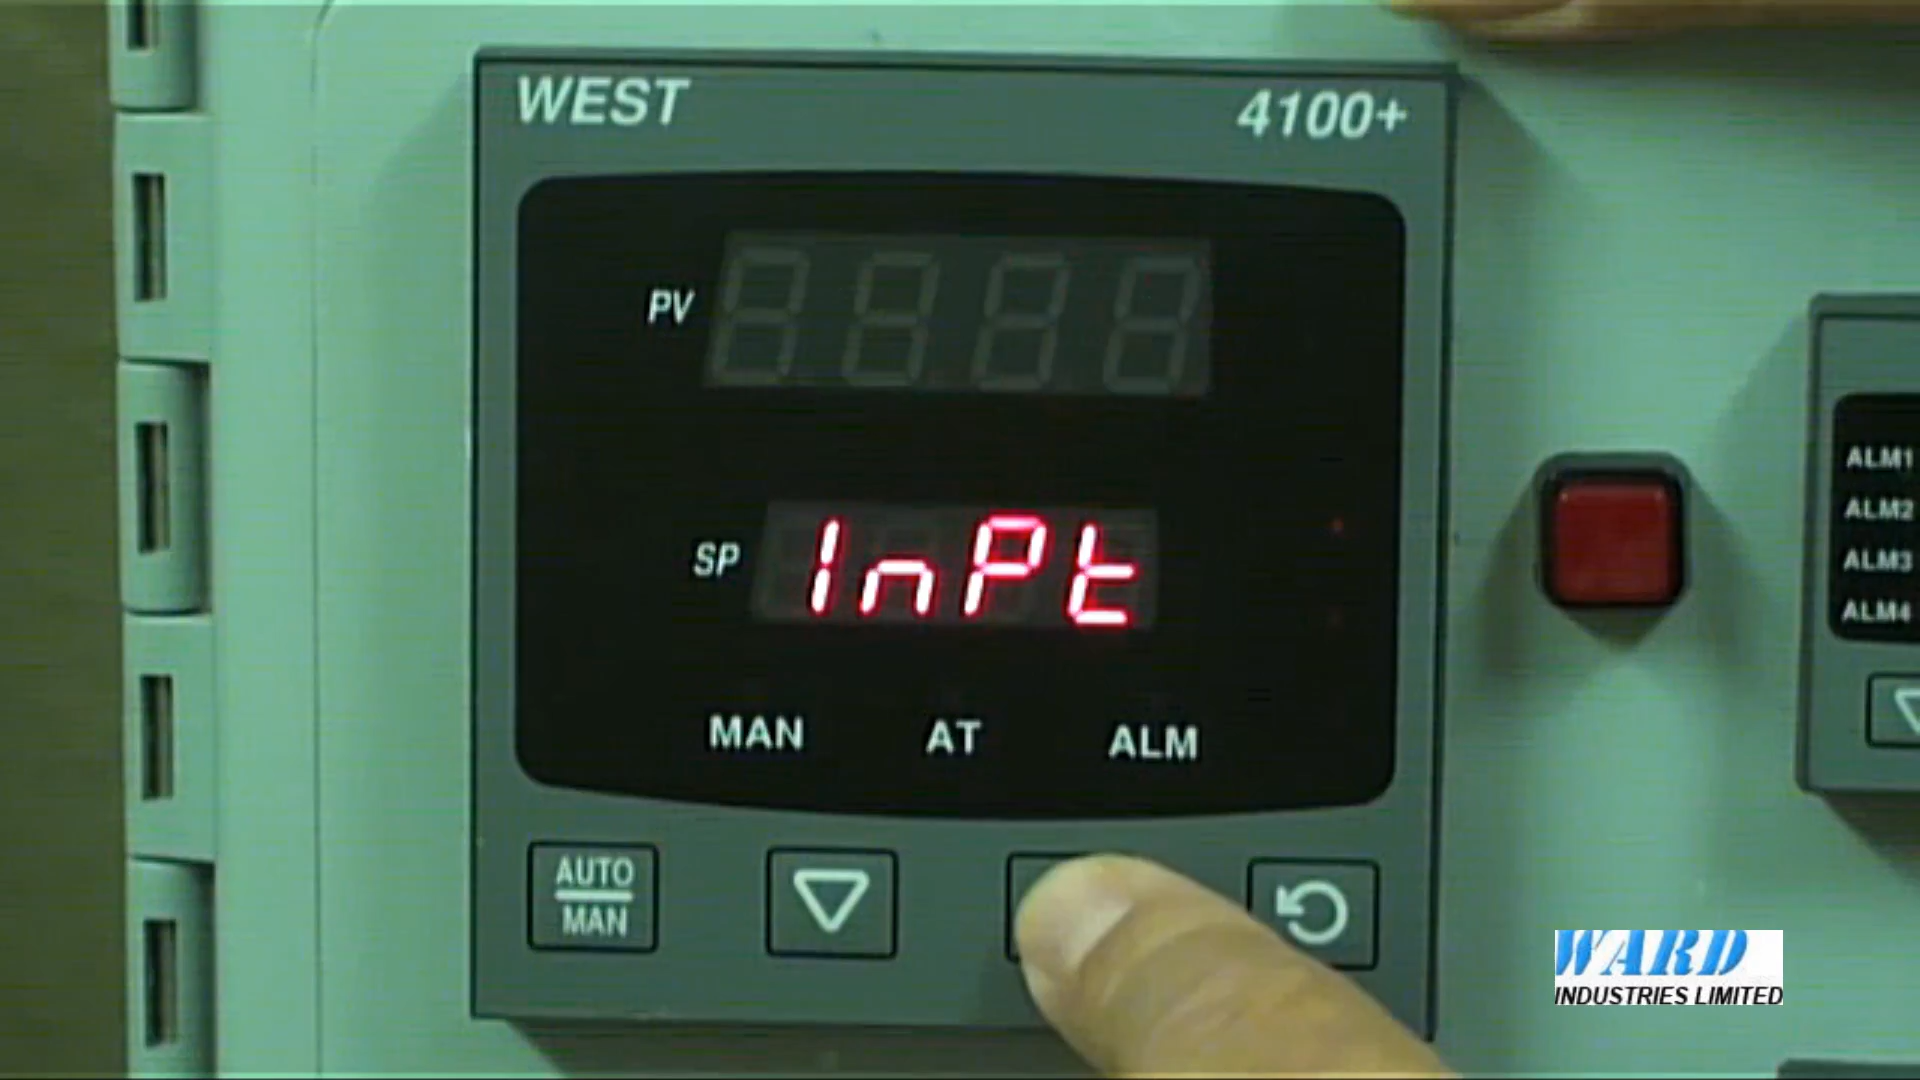 WEST
4100+
PV
SP
InPt
MAN AT ALM
AUTO
MAN
ALM1
ALM2
ALM3
ALM4
WARD
INDUSTRIES LIMITED